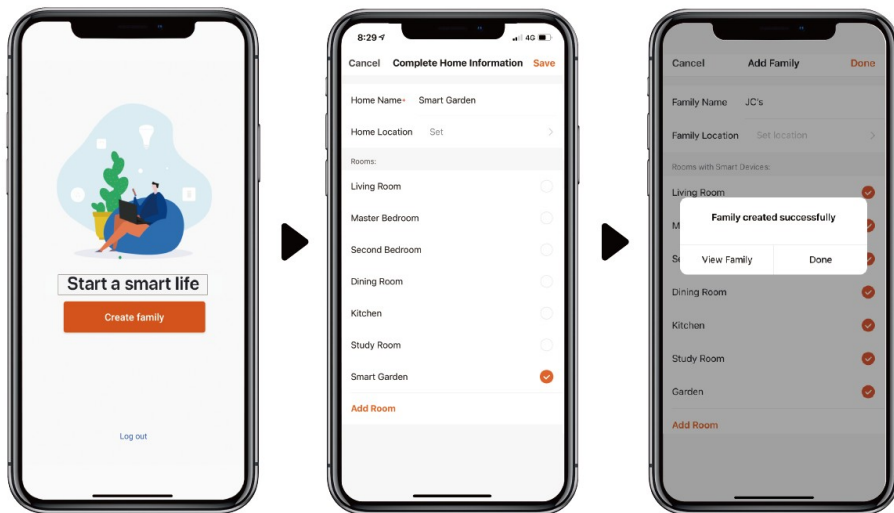 Start a smart life
Create family
Log out
8:29
4G
Cancel Complete Home Information Save
Home Name* Smart Garden
Home Location Set
Rooms:
Living Room
Master Bedroom
Second Bedroom
Dining Room
Kitchen
Study Room
Smart Garden
Add Room
Cancel Add Family Done
Family Name JC's
Family Location Set location
Rooms with Smart Devices:
Living Room
M
Family created successfully
Se
View Family Done
Dining Room
Kitchen
Study Room
Garden
Add Room